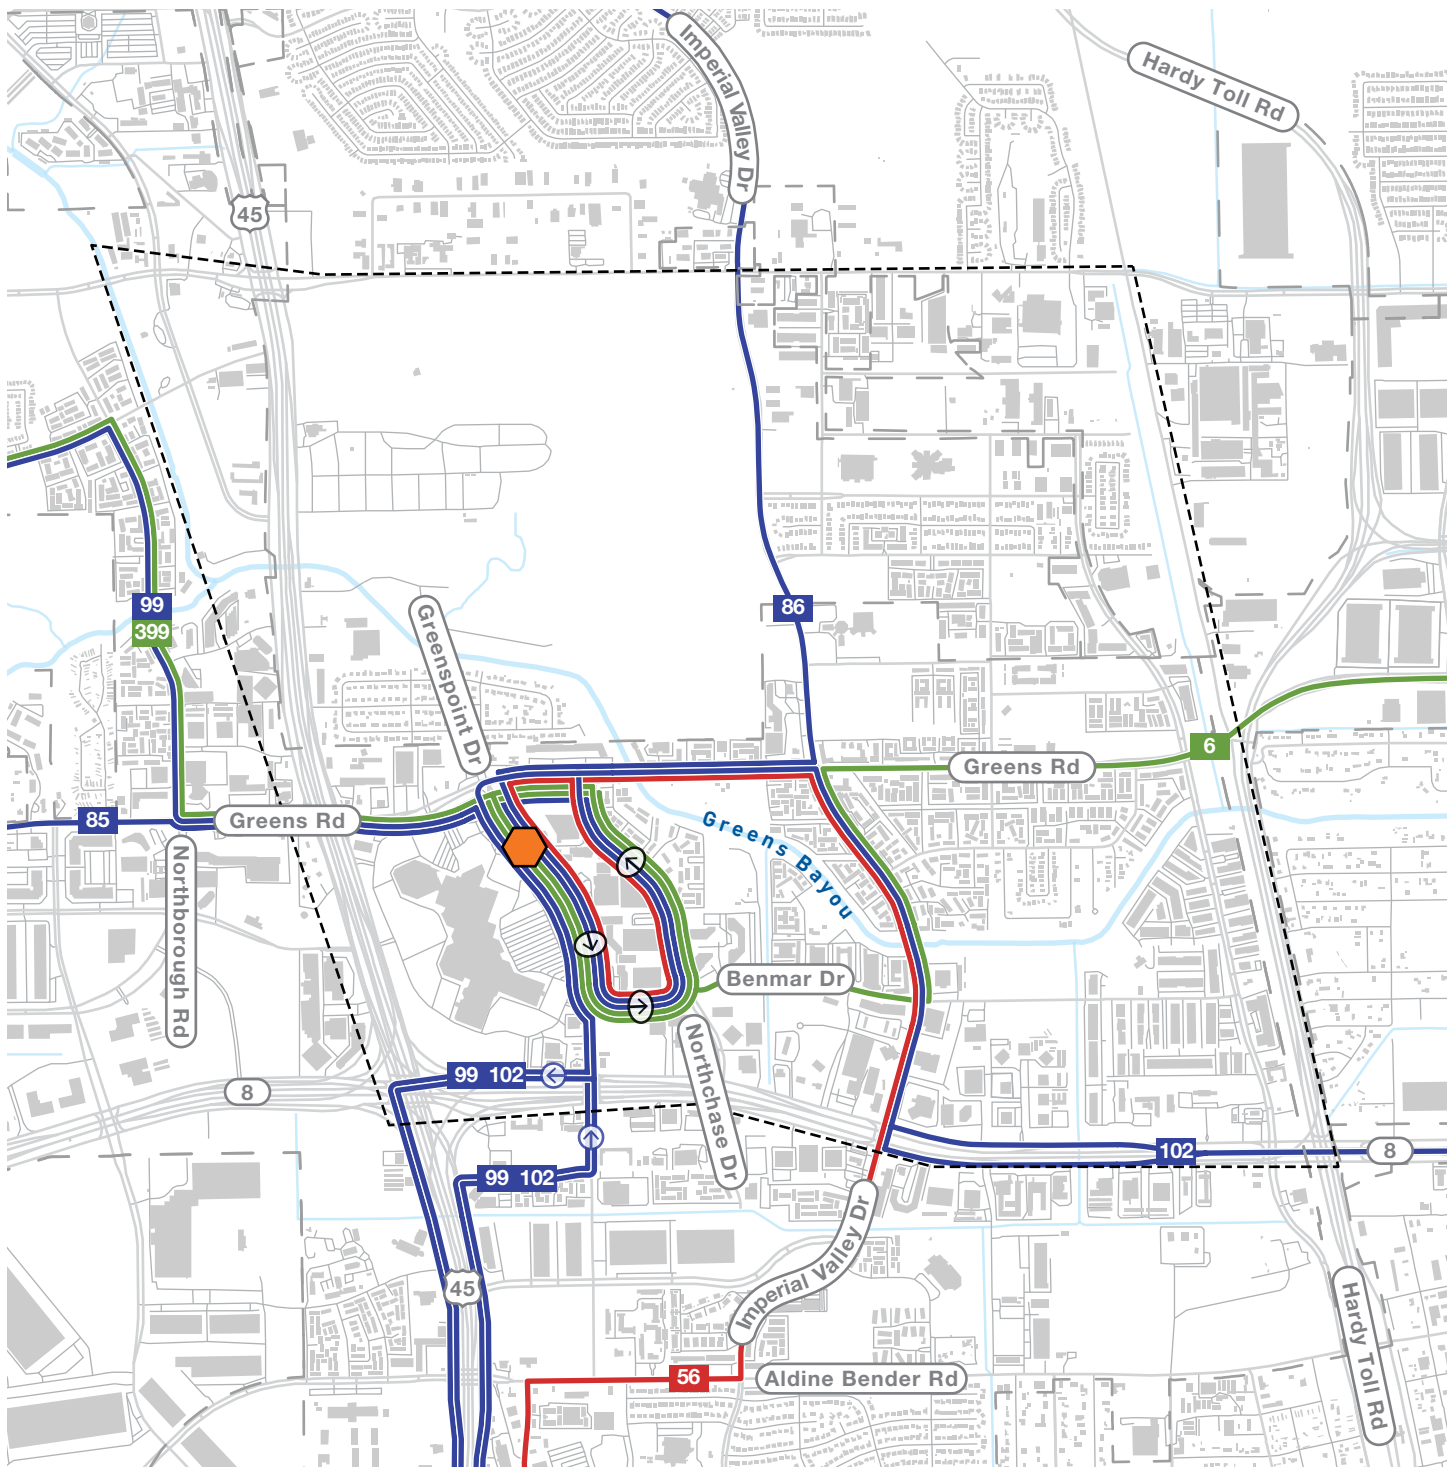 Imperial Valley Dr
Hardy Toll Rd
45
99
399
86
Greenspoint Dr
6
Greens Rd
85
Greens Rd
Greens Bayou
Northborough Rd
Benmar Dr
Northchase Dr
99 102
8
102
8
99 102
Imperial Valley Dr
45
Hardy Toll Rd
56
Aldine Bender Rd